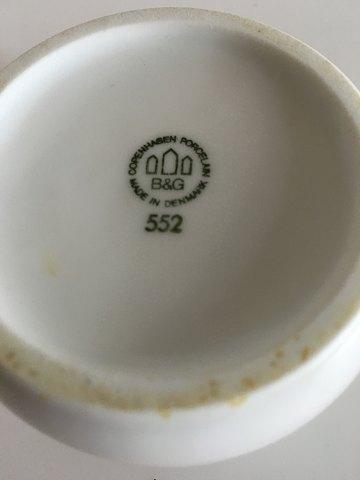 COPENHAGEN PORCELAIN
B&G
MADE IN DENMARK
552